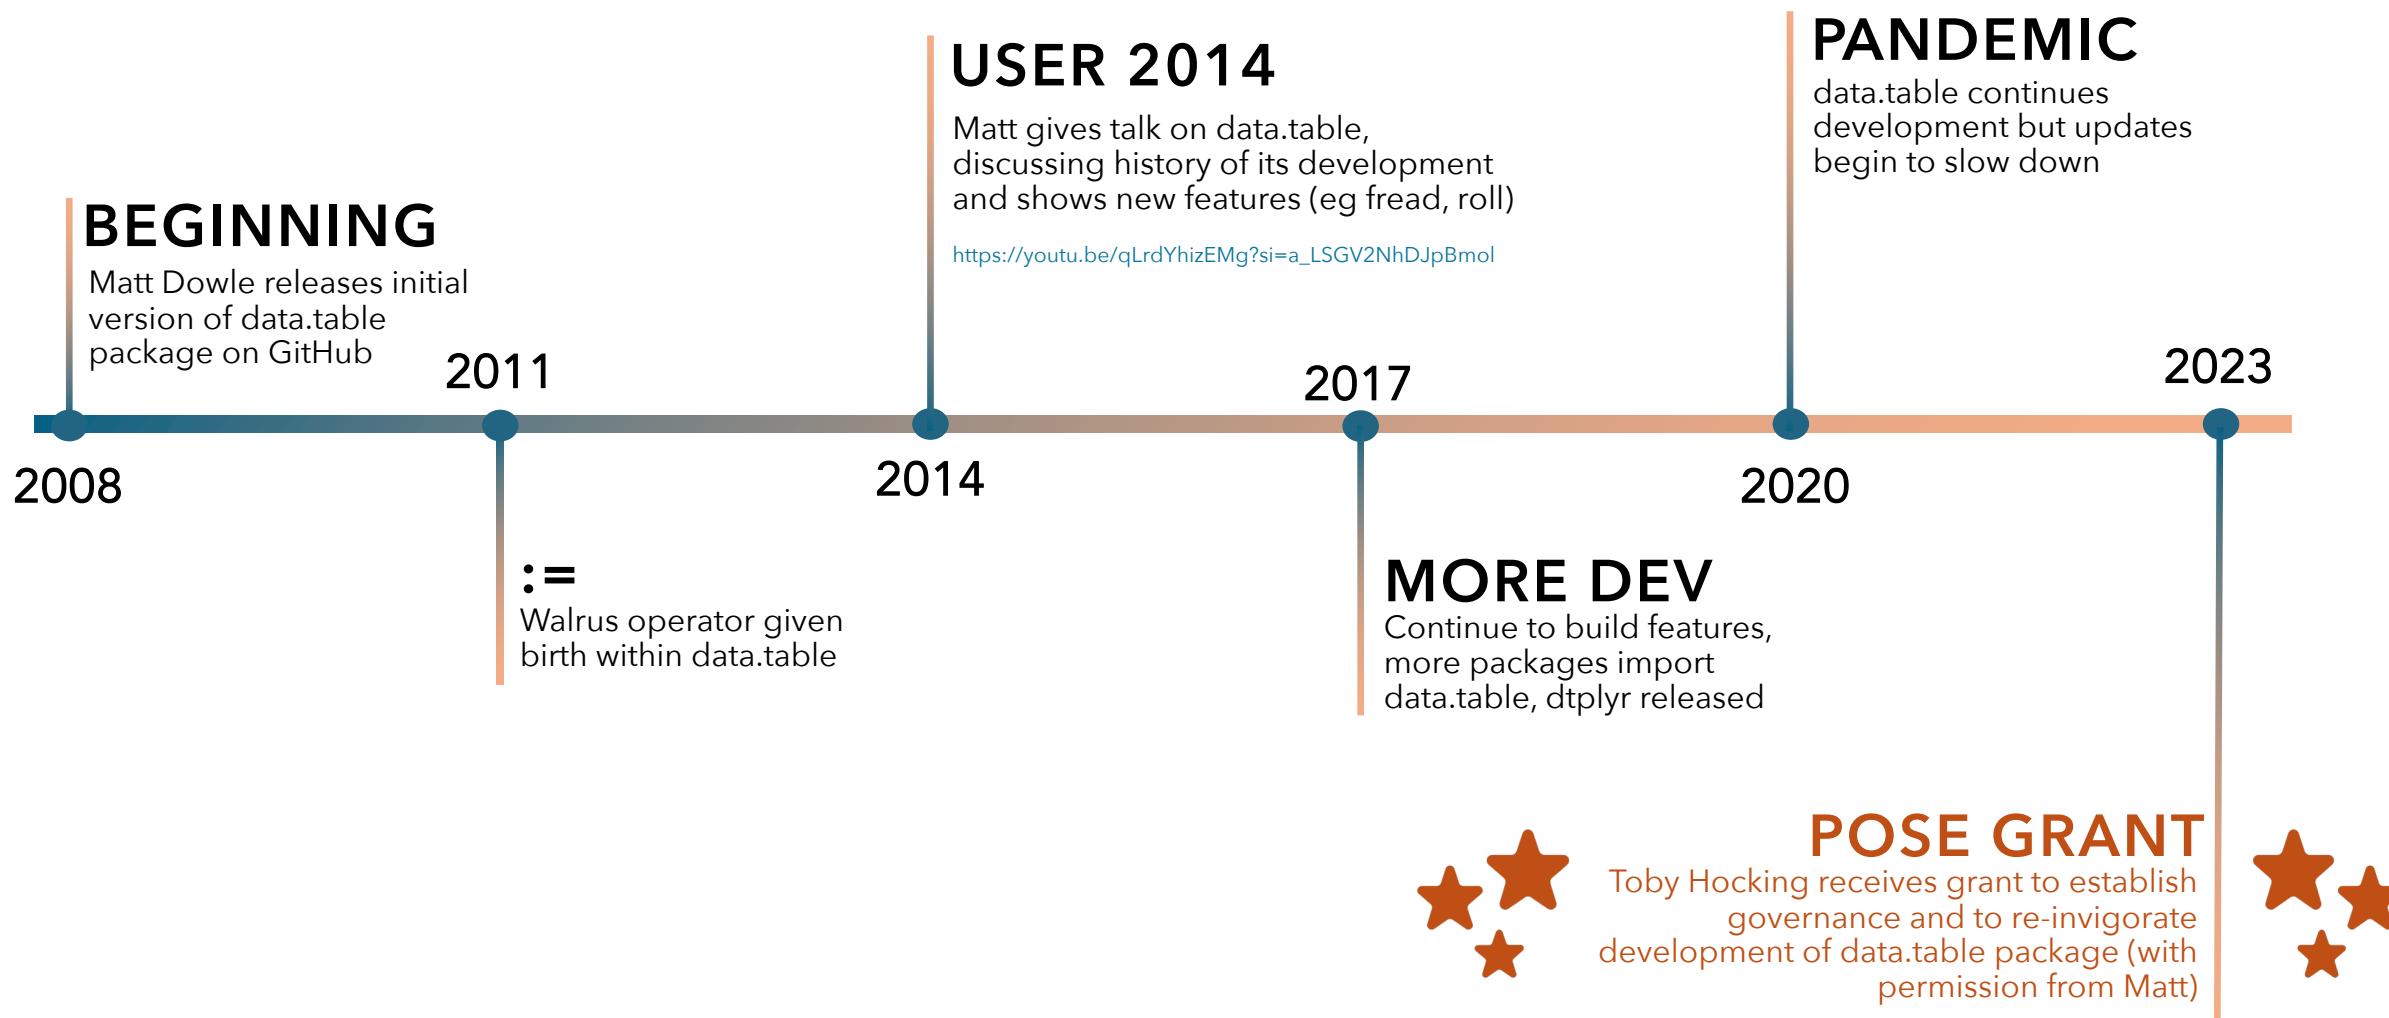 BEGINNING
Matt Dowle releases initial
version of data.table
package on GitHub
2008
2011
:=
Walrus operator given
birth within data.table
USER 2014
Matt gives talk on data.table,
discussing history of its development
and shows new features (eg fread, roll)
https://youtu.be/qLrdYhizEMg?si=a_LSGV2NhDJpBmol
2014
2017
MORE DEV
Continue to build features,
more packages import
data.table, dtplyr released
PANDEMIC
data.table continues
development but updates
begin to slow down
2020
2023
POSE GRANT
Toby Hocking receives grant to establish
governance and to re-invigorate
development of data.table package (with
permission from Matt)